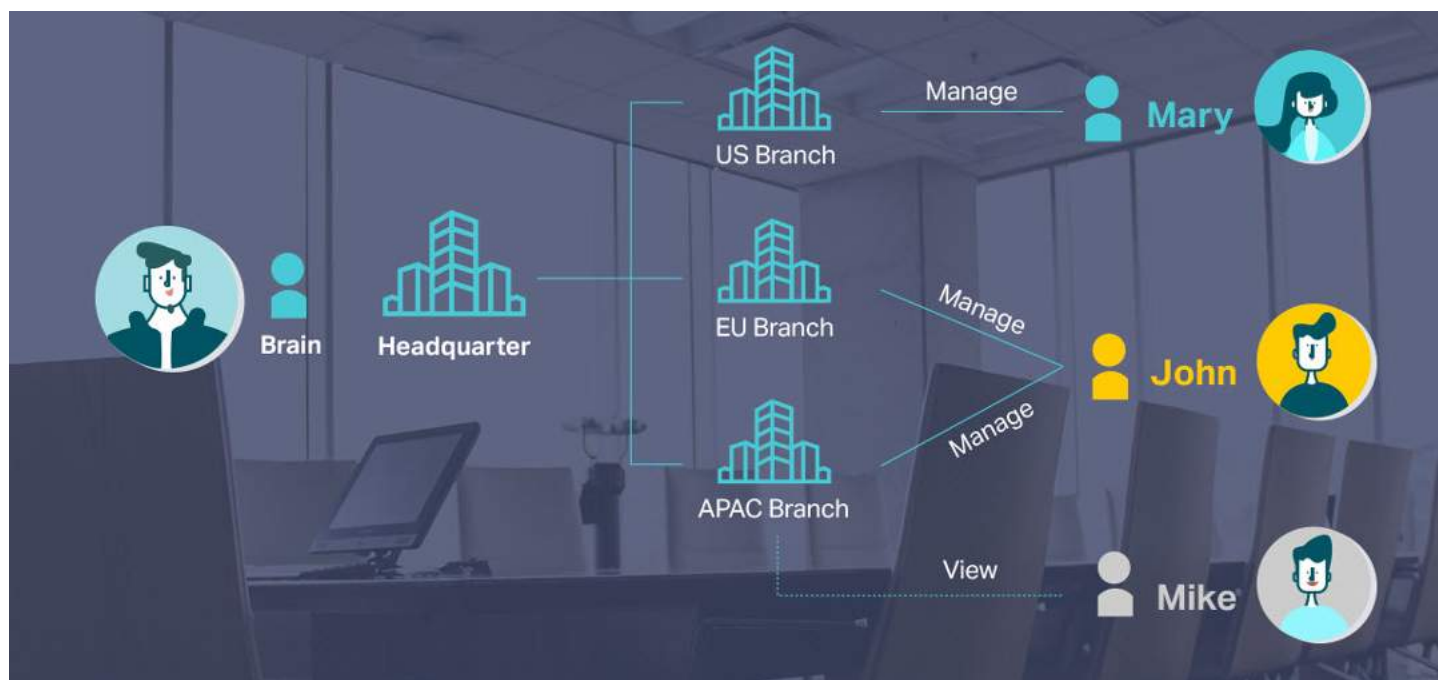 Manage
Mary
US Branch
Brain
Headquarter
EU Branch
Manage
John
Manage
APAC Branch
View
Mike